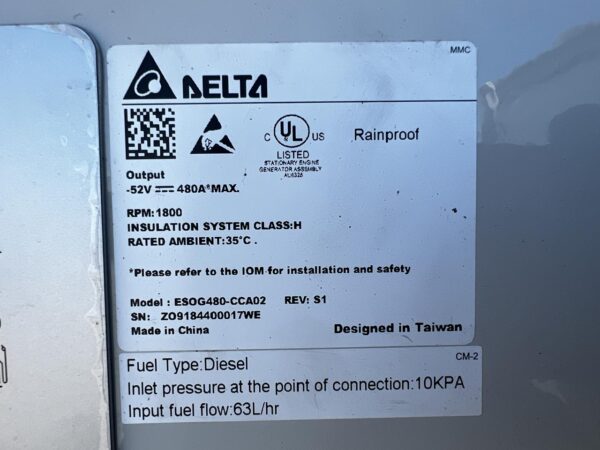 MMC
DELTA
C UL US
LISTED
STATIONARY ENGINE
GENERATOR ASSEMBLY
Rainproof
Output
-52V ⎓ 480A*MAX.
RPM:1800
INSULATION SYSTEM CLASS:H
RATED AMBIENT:35°C .
*Please refer to the IOM for installation and safety
Model : ESOG480-CCA02 REV: S1
SN: ZO9184400017WE
Made in China
Designed in Taiwan
CM-2
Fuel Type:Diesel
Inlet pressure at the point of connection:10KPA
Input fuel flow:63L/hr